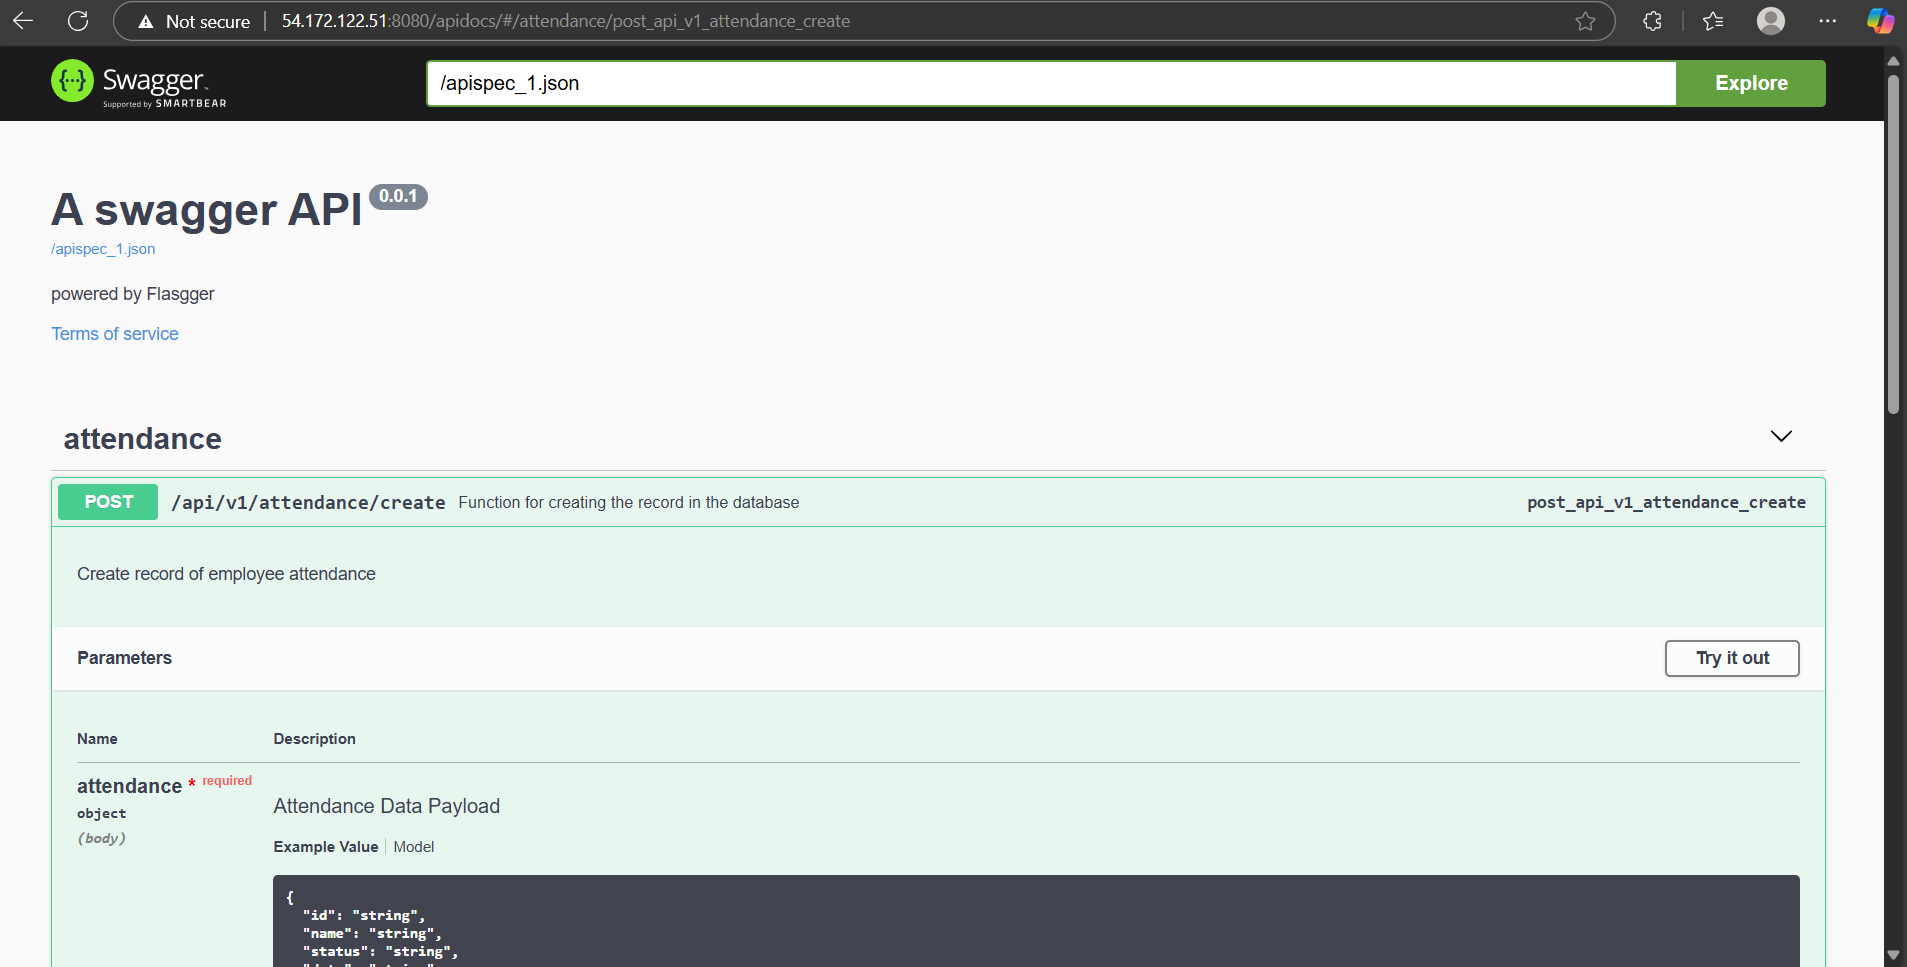 Not secure
54.172.122.51:8080/apidocs/#/attendance/post_api_v1_attendance_create
{···} Swagger.
Supported by SMARTBEAR
/apispec_1.json
Explore
A swagger API 0.0.1
/apispec_1.json
powered by Flasgger
Terms of service
attendance
POST /api/v1/attendance/create Function for creating the record in the database post_api_v1_attendance_create
Create record of employee attendance
Parameters
Try it out
Name Description
attendance * required
object
(body)
Attendance Data Payload
Example Value Model
{
"id": "string",
"name": "string",
"status": "string",